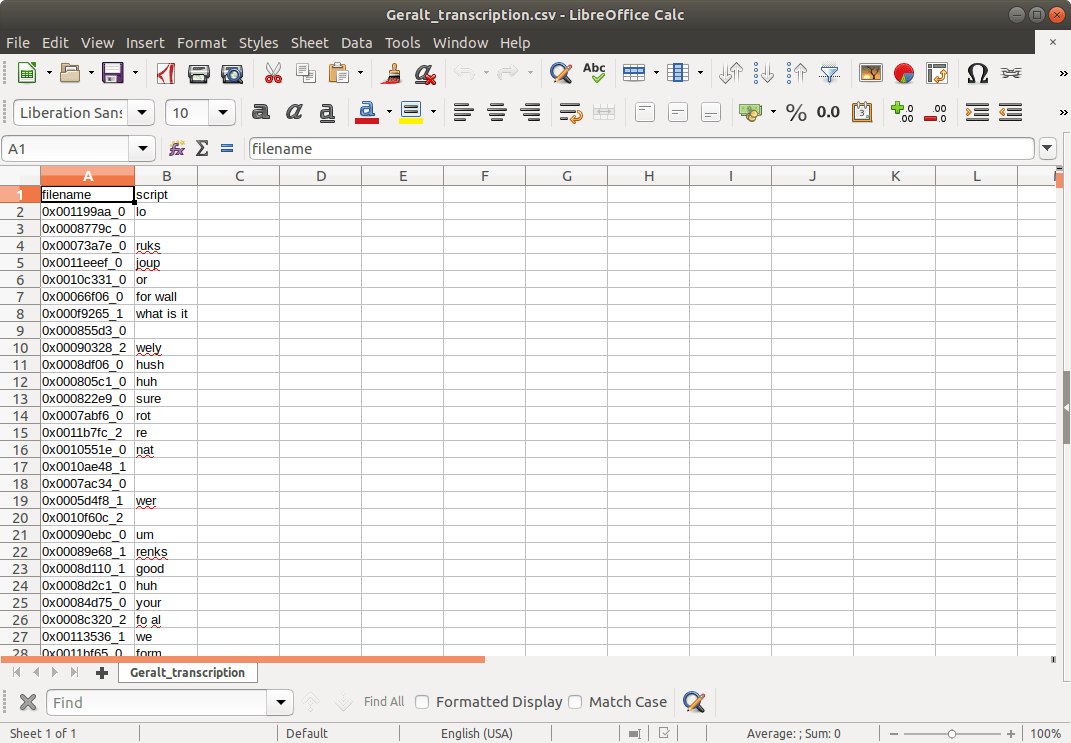 Geralt_transcription.csv - LibreOffice Calc
File Edit View Insert Format Styles Sheet Data Tools Window Help
Abc
Liberation Sans 10 a a a a % 0.0
A1 filename
A B C D E F G H I J K L M
1 filename script
2 0x001199aa_0 lo
3 0x0008779c_0
4 0x00073a7e_0 ruks
5 0x0011eeef_0 joup
6 0x0010c331_0 or
7 0x00066f06_0 for wall
8 0x000f9265_1 what is it
9 0x000855d3_0
10 0x00090328_2 wely
11 0x0008df06_0 hush
12 0x000805c1_0 huh
13 0x000822e9_0 sure
14 0x0007abf6_0 rot
15 0x0011b7fc_2 re
16 0x0010551e_0 nat
17 0x0010ae48_1
18 0x0007ac34_0
19 0x0005d4f8_1 wer
20 0x0010f60c_2
21 0x00090ebc_0 um
22 0x00089e68_1 renks
23 0x0008d110_1 good
24 0x0008d2c1_0 huh
25 0x00084d75_0 your
26 0x0008c320_2 fo al
27 0x00113536_1 we
28 0x0011bf65_0 form
Geralt_transcription
Find Find All Formatted Display Match Case
Sheet 1 of 1 Default English (USA) Average: ; Sum: 0 100%